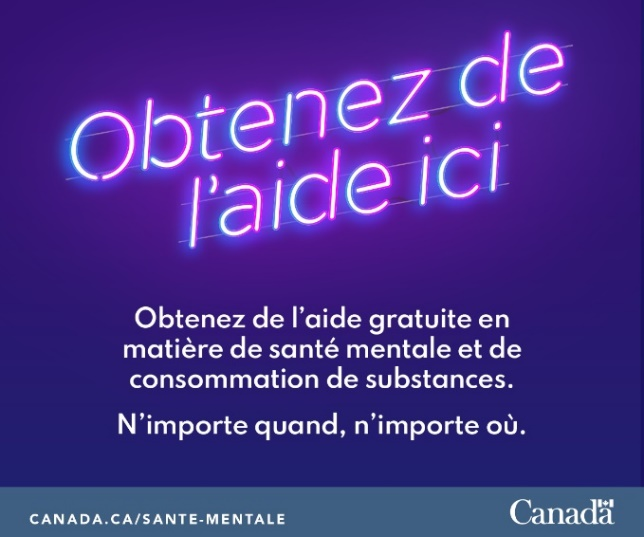 Obtenez de
l'aide ici
Obtenez de l'aide gratuite en
matière de santé mentale et de
consommation de substances.
N'importe quand, n'importe où.
CANADA.CA/SANTE-MENTALE
Canada